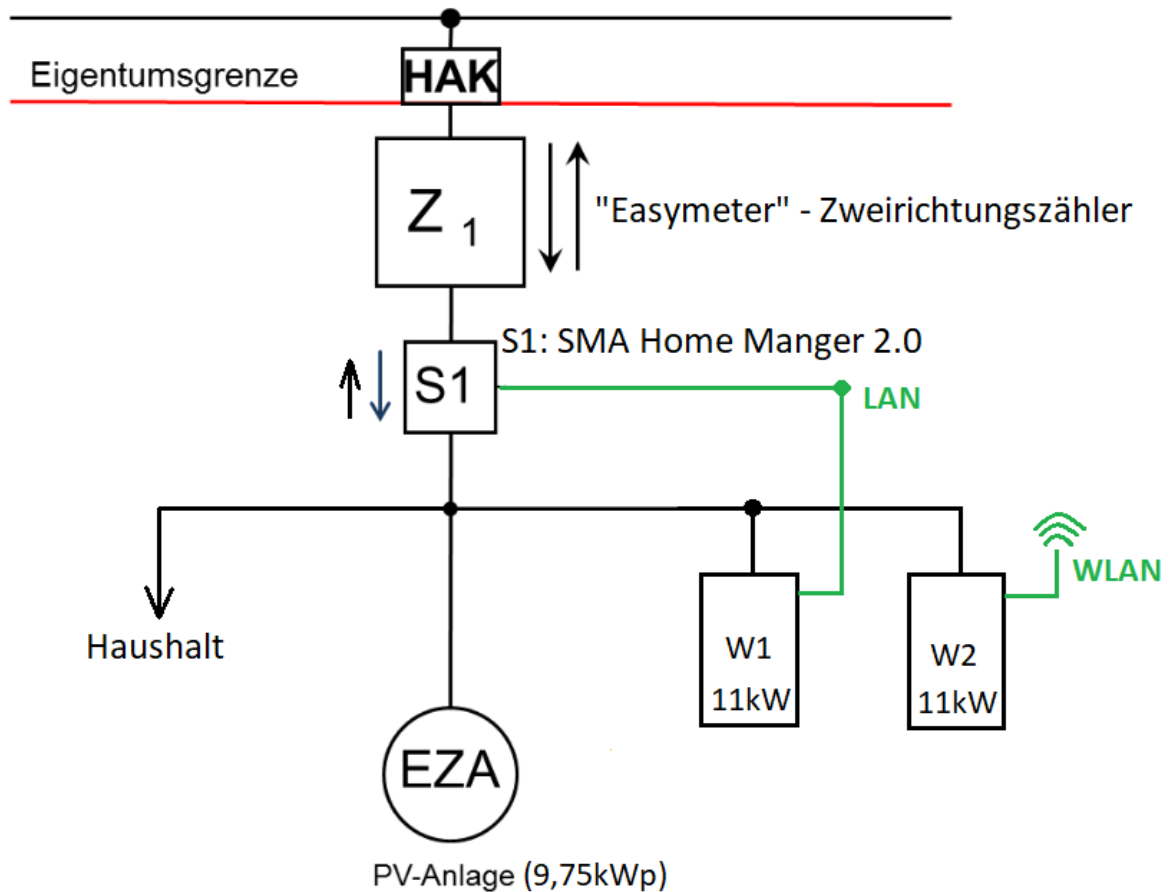 Eigentumsgrenze
HAK
Z 1
"Easymeter" - Zweirichtungszähler
S1: SMA Home Manger 2.0
S1
LAN
WLAN
Haushalt
W1
11kW
W2
11kW
EZA
PV-Anlage (9,75kWp)